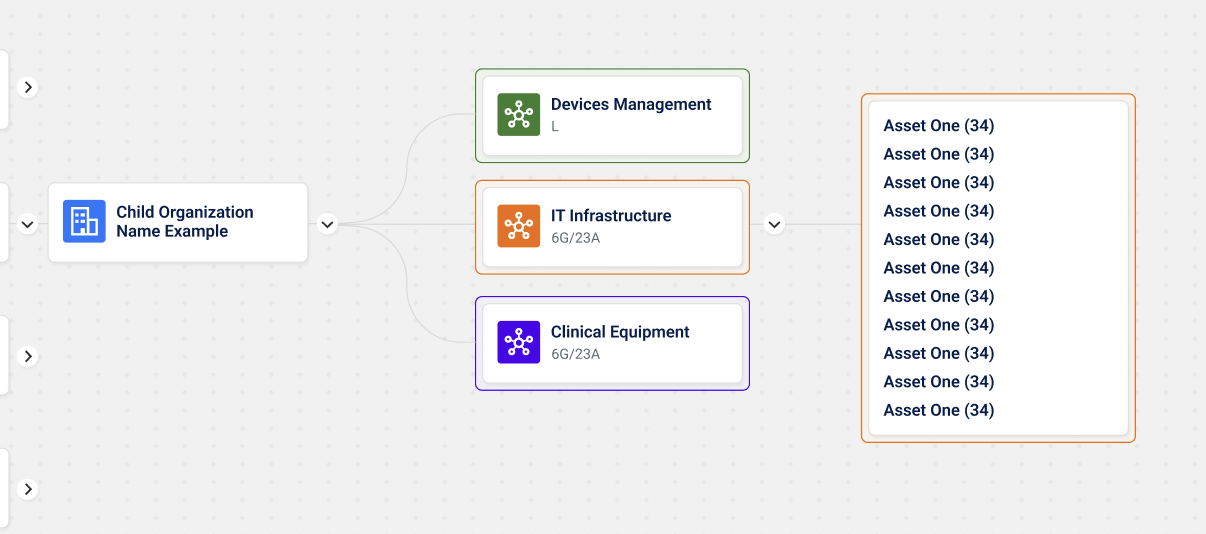 Child Organization
Name Example
Devices Management
L
IT Infrastructure
6G/23A
Clinical Equipment
6G/23A
Asset One (34)
Asset One (34)
Asset One (34)
Asset One (34)
Asset One (34)
Asset One (34)
Asset One (34)
Asset One (34)
Asset One (34)
Asset One (34)
Asset One (34)